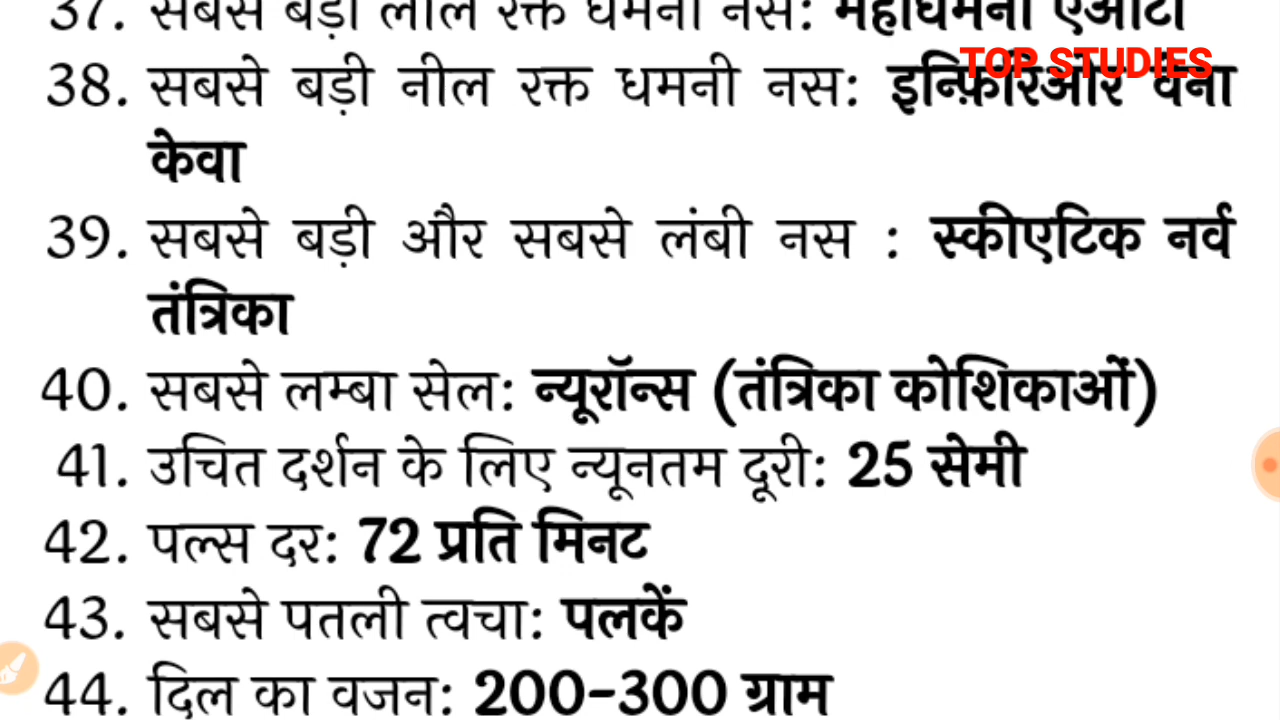 37. सबसे बड़ी लाल रक्त धमनी नस: महाधमनी एओर्टा
TOP STUDIES
38. सबसे बड़ी नील रक्त धमनी नस: इन्फ़िरिओर वेना
केवा
39. सबसे बड़ी और सबसे लंबी नस : स्कीएटिक नर्व
तंत्रिका
40. सबसे लम्बा सेल: न्यूरॉन्स (तंत्रिका कोशिकाओं)
41. उचित दर्शन के लिए न्यूनतम दूरी: 25 सेमी
42. पल्स दर: 72 प्रति मिनट
43. सबसे पतली त्वचा: पलकें
44. दिल का वजन: 200-300 ग्राम